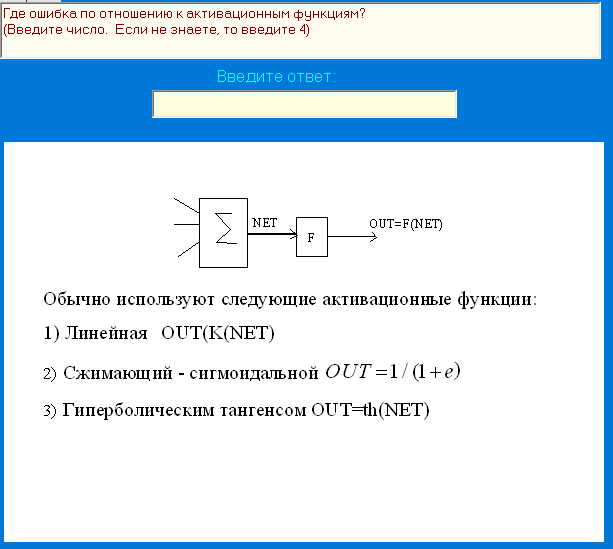 Где ошибка по отношению к активационным функциям?
(Введите число. Если не знаете, то введите 4)
Введите ответ:
NET
OUT=F(NET)
Σ
F
Обычно используют следующие активационные функции:
1) Линейная OUT(K(NET)
2) Сжимающий - сигмоидальной OUT=1/(1+e)
3) Гиперболическим тангенсом OUT=th(NET)